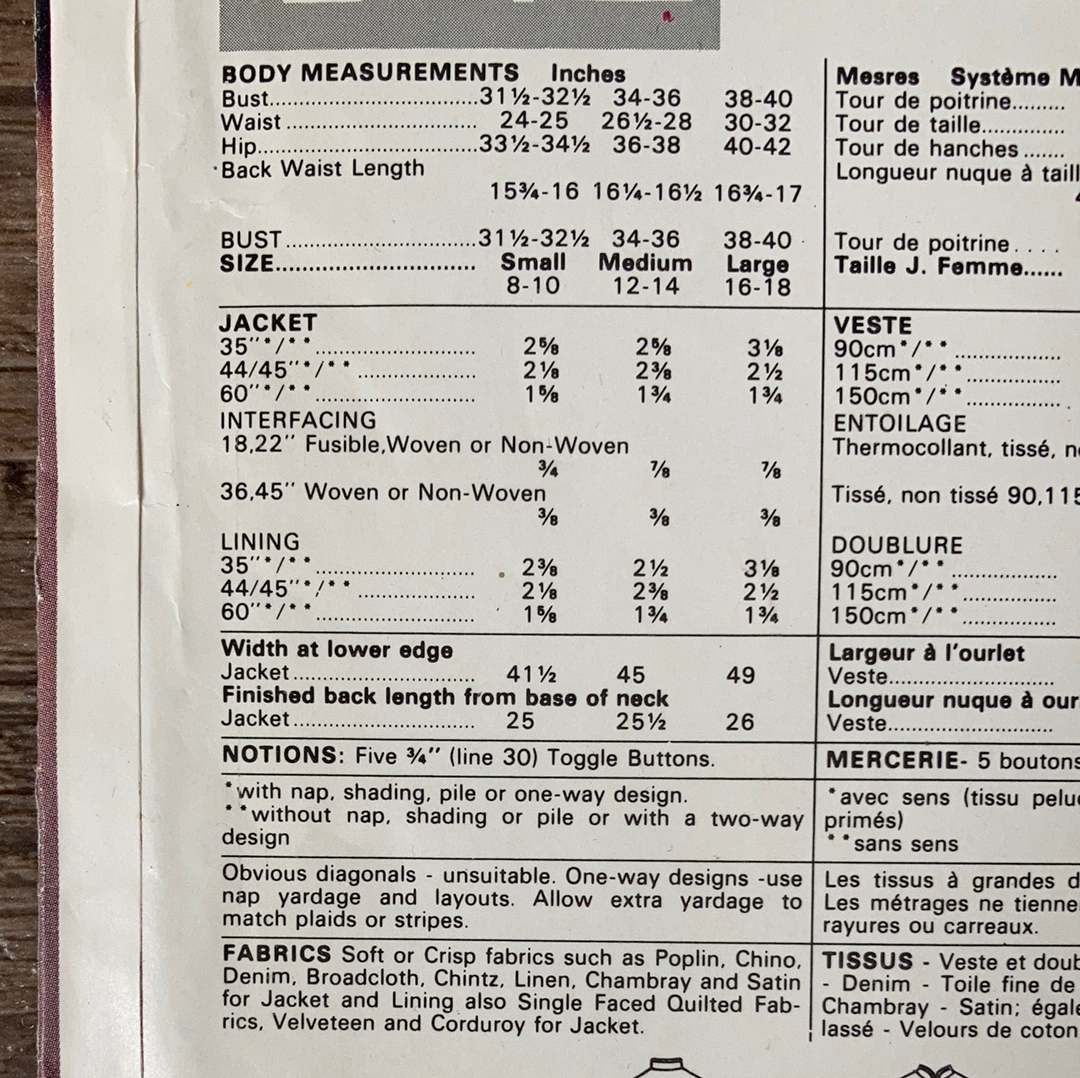 BODY MEASUREMENTS Inches
Bust..............................31½-32½ 34-36 38-40
Waist............................ 24-25 26½-28 30-32
Hip................................33½-34½ 36-38 40-42
Back Waist Length
15¾-16 16¼-16½ 16¾-17
BUST...........................31½-32½ 34-36 38-40
SIZE............................. Small Medium Large
8-10 12-14 16-18
JACKET
35"*/**........................ 2⅝ 2⅝ 3⅛
44/45"*/**.................. 2⅛ 2⅜ 2½
60"*/**........................ 1⅝ 1¾ 1¾
INTERFACING
18,22" Fusible,Woven or Non-Woven
¾ ⅞ ⅞
36,45" Woven or Non-Woven
⅜ ⅜ ⅜
LINING
35"*/**........................ 2⅜ 2½ 3⅛
44/45"*/**.................. 2⅛ 2⅜ 2½
60"*/**........................ 1⅝ 1¾ 1¾
Width at lower edge
Jacket.......................... 41½ 45 49
Finished back length from base of neck
Jacket.......................... 25 25½ 26
NOTIONS: Five ¾" (line 30) Toggle Buttons.
*with nap, shading, pile or one-way design.
**without nap, shading or pile or with a two-way
design
Obvious diagonals - unsuitable. One-way designs -use
nap yardage and layouts. Allow extra yardage to
match plaids or stripes.
FABRICS Soft or Crisp fabrics such as Poplin, Chino,
Denim, Broadcloth, Chintz, Linen, Chambray and Satin
for Jacket and Lining also Single Faced Quilted Fab-
rics, Velveteen and Corduroy for Jacket.
Mesres Système M
Tour de poitrine.........
Tour de taille..............
Tour de hanches.......
Longueur nuque à taill
Tour de poitrine....
Taille J. Femme......
VESTE
90cm*/**..................
115cm*/**................
150cm*/**................
ENTOILAGE
Thermocollant, tissé, n
Tissé, non tissé 90,115
DOUBLURE
90cm*/**..................
115cm*/**................
150cm*/**................
Largeur à l'ourlet
Veste............................
Longueur nuque à our
Veste............................
MERCERIE- 5 boutons
*avec sens (tissu pelu
primés)
**sans sens
Les tissus à grandes d
Les métrages ne tienne
rayures ou carreaux.
TISSUS - Veste et doub
- Denim - Toile fine de
Chambray - Satin; égale
lassé - Velours de coton